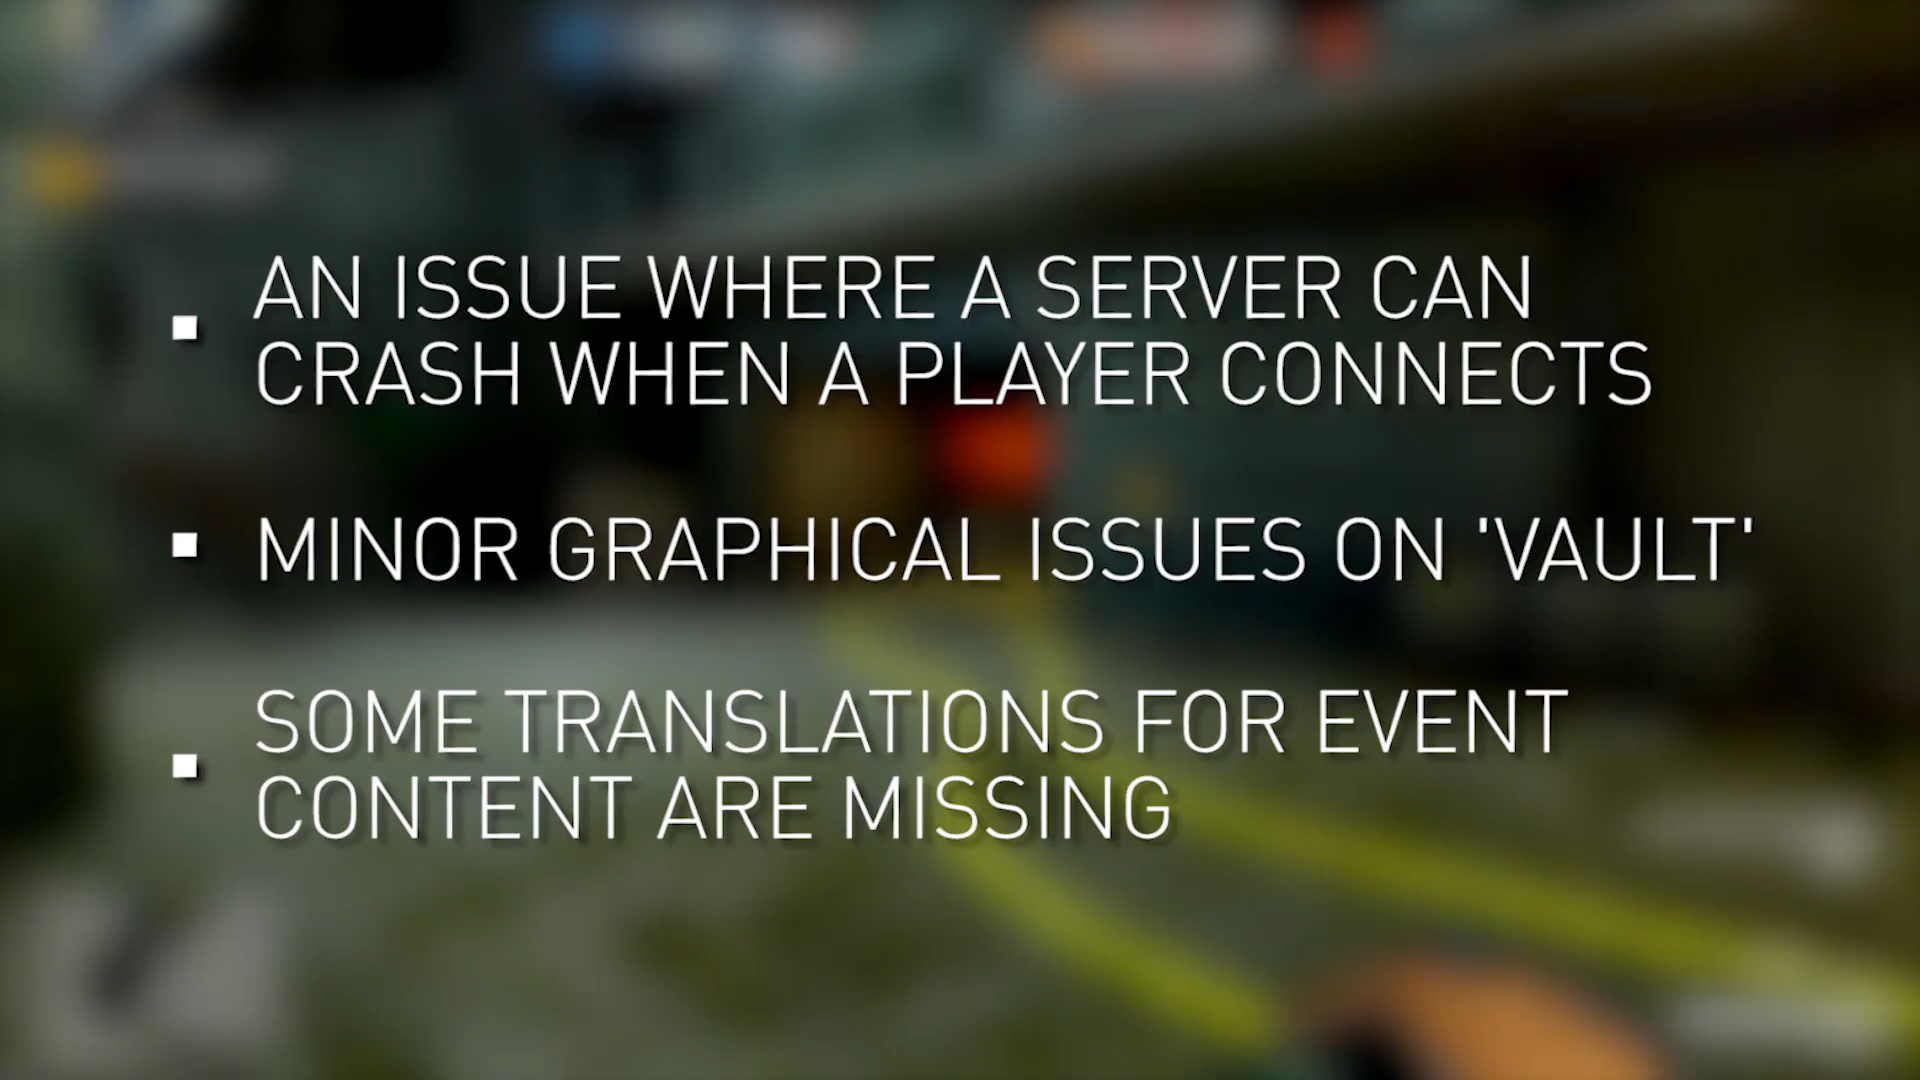 AN ISSUE WHERE A SERVER CAN
CRASH WHEN A PLAYER CONNECTS
MINOR GRAPHICAL ISSUES ON 'VAULT'
SOME TRANSLATIONS FOR EVENT
CONTENT ARE MISSING